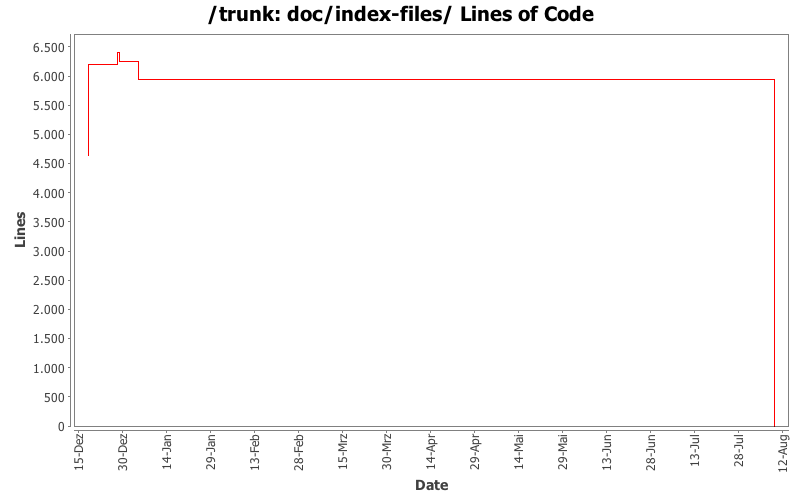 /trunk: doc/index-files/ Lines of Code
Lines
6.500
6.000
5.500
5.000
4.500
4.000
3.500
3.000
2.500
2.000
1.500
1.000
500
0
15-Dez
30-Dez
14-Jan
29-Jan
13-Feb
28-Feb
15-Mrz
30-Mrz
14-Apr
29-Apr
14-Mai
29-Mai
13-Jun
28-Jun
13-Jul
28-Jul
12-Aug
Date